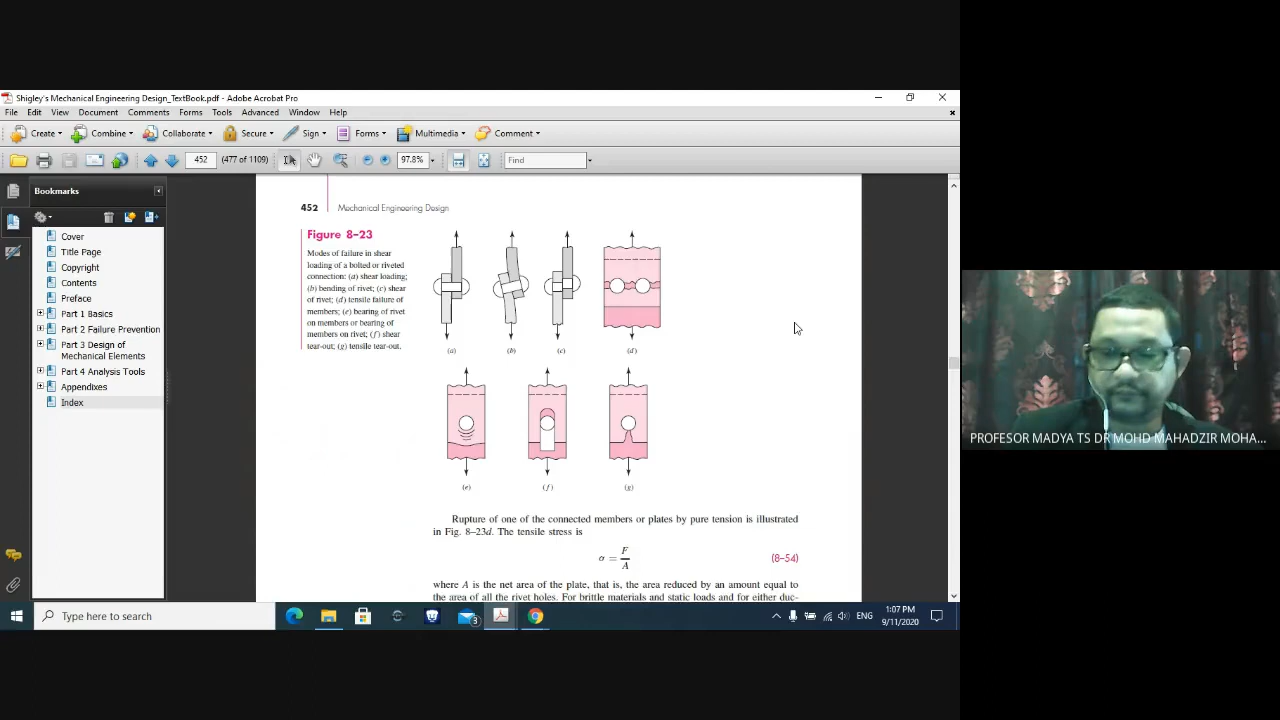 Shigley's Mechanical Engineering Design_TextBook.pdf - Adobe Acrobat Pro
File Edit View Document Comments Forms Tools Advanced Window Help
Create Combine Collaborate Secure Sign Forms Multimedia Comment
452 (477 of 1109) 97.8% Find
Bookmarks
Cover
Title Page
Copyright
Contents
Preface
Part 1 Basics
Part 2 Failure Prevention
Part 3 Design of
Mechanical Elements
Part 4 Analysis Tools
Appendixes
Index
452 Mechanical Engineering Design
Figure 8–23
Modes of failure in shear
loading of a bolted or riveted
connection: (a) shear loading;
(b) bending of rivet; (c) shear
of rivet; (d) tensile failure of
members; (e) bearing of rivet
on members or bearing of
members on rivet; (f) shear
tear-out; (g) tensile tear-out.
(a) (b) (c) (d)
(e) (f) (g)
Rupture of one of the connected members or plates by pure tension is illustrated
in Fig. 8–23d. The tensile stress is
σ = F/A (8–54)
where A is the net area of the plate, that is, the area reduced by an amount equal to
the area of all the rivet holes. For brittle materials and static loads and for either duc-
PROFESOR MADYA TS DR MOHD MAHADZIR MOHA...
Type here to search
3
ENG
1:07 PM
9/11/2020